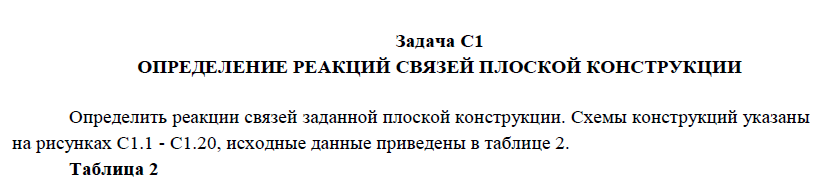 Задача С1
ОПРЕДЕЛЕНИЕ РЕАКЦИЙ СВЯЗЕЙ ПЛОСКОЙ КОНСТРУКЦИИ
Определить реакции связей заданной плоской конструкции. Схемы конструкций указаны
на рисунках С1.1 - С1.20, исходные данные приведены в таблице 2.
Таблица 2